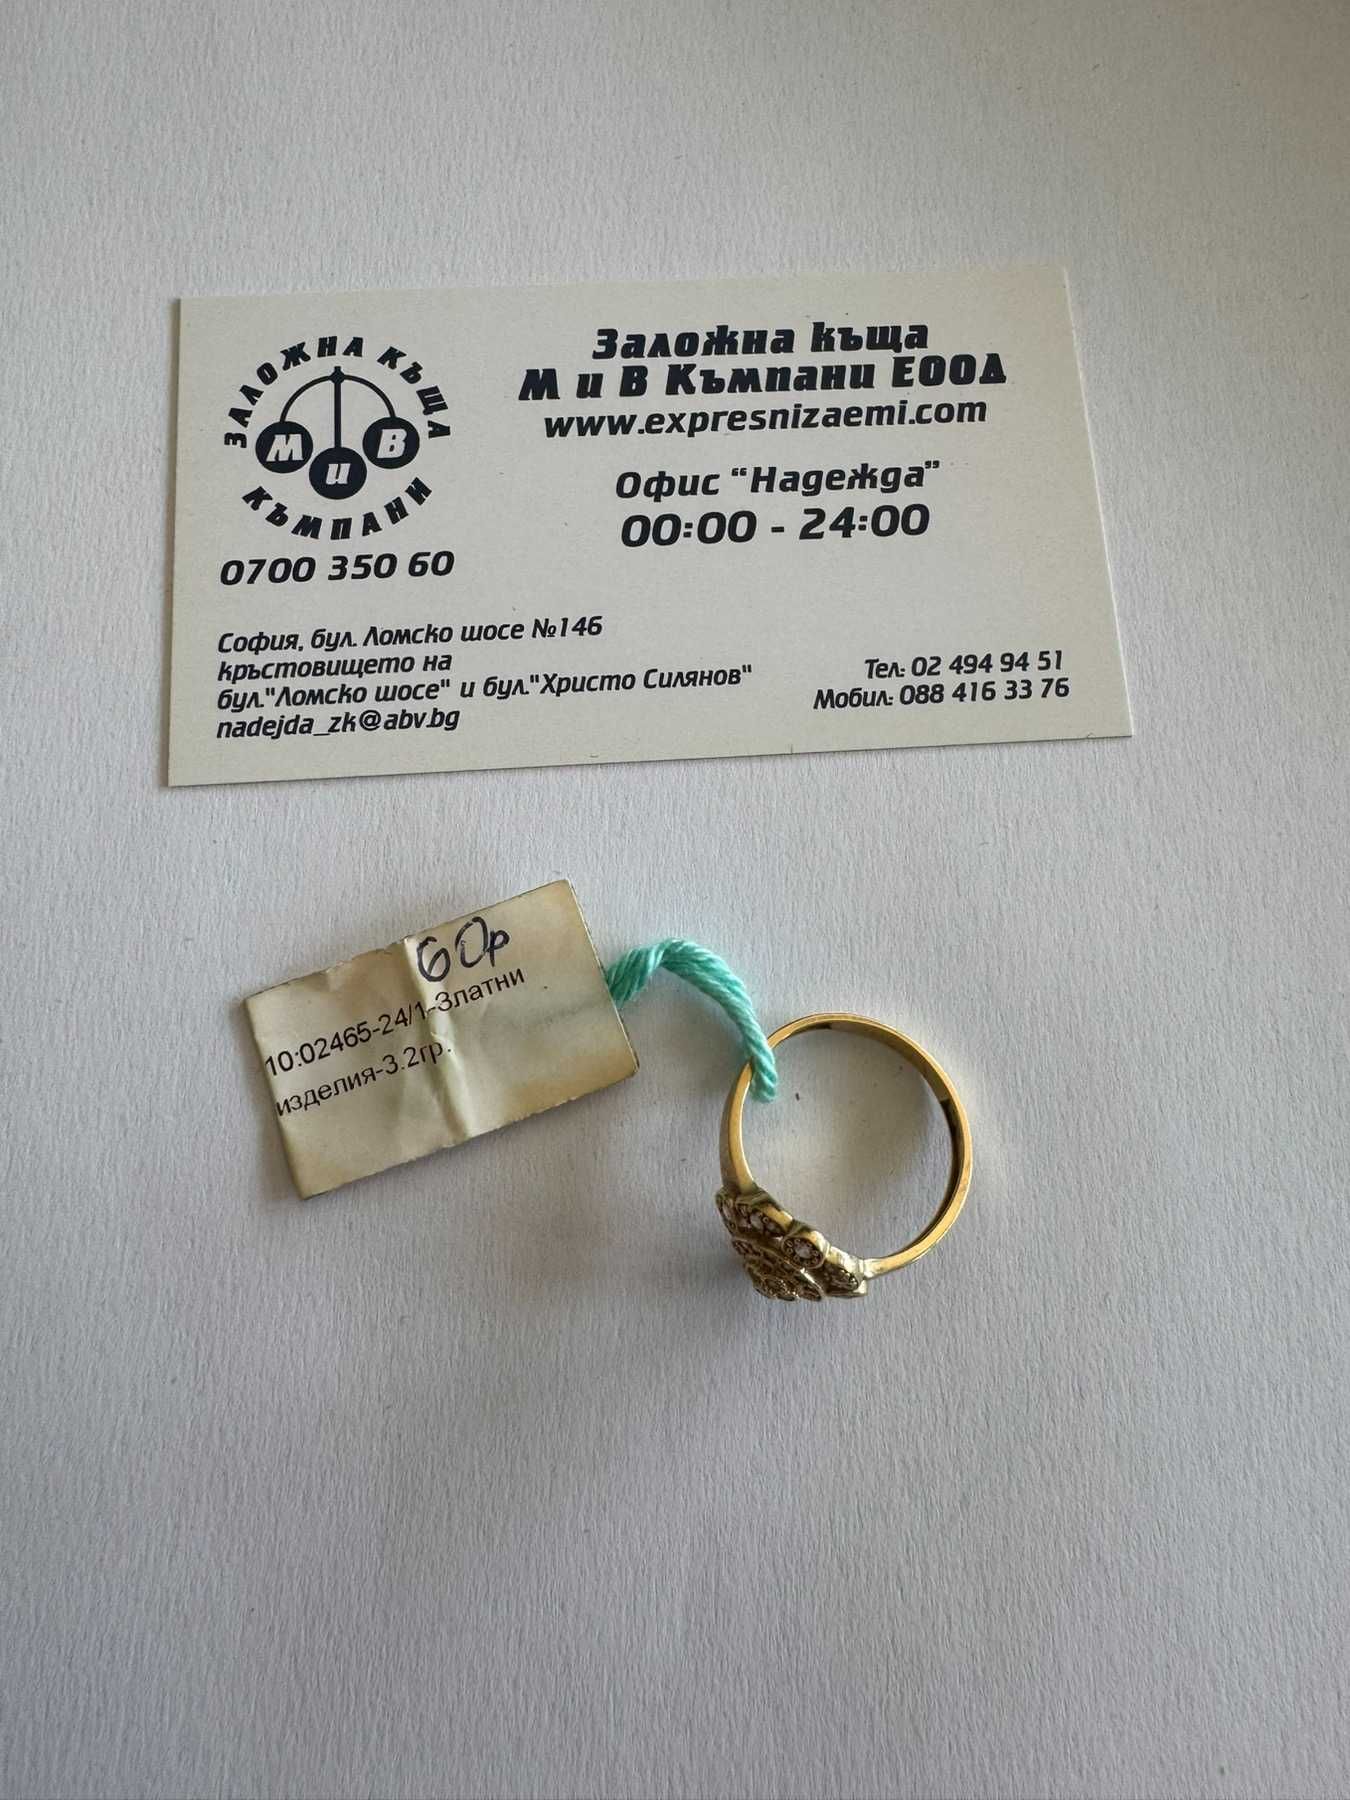 ЗАЛОЖНА КЪЩА
М и В
КЪМПАНИ
0700 350 60
Заложна къща
М и В Къмпани ЕООД
www.expresnizaemi.com
Офис “Надежда”
00:00 - 24:00
София, бул. Ломско шосе №146
кръстовището на
бул."Ломско шосе" и бул."Христо Силянов"
nadejda_zk@abv.bg
Тел: 02 494 94 51
Мобил: 088 416 33 76
60р
10:02465-24/1-Златни
изделия-3.2гр.